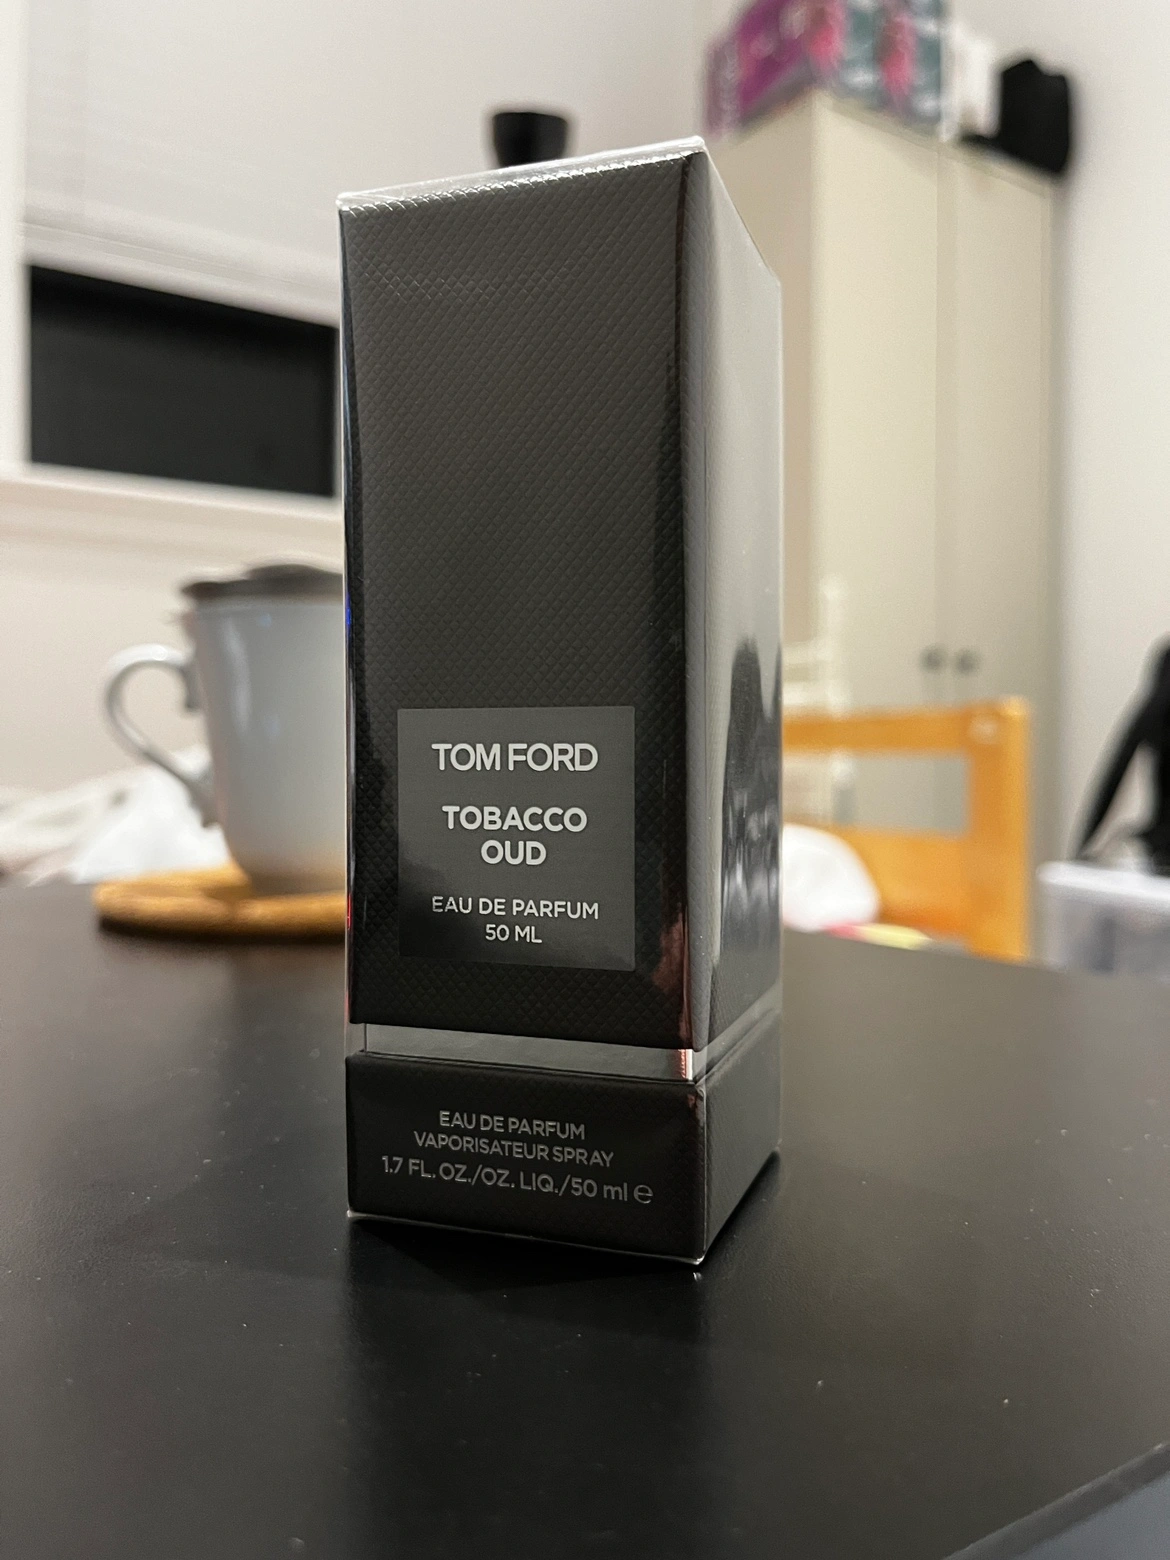 TOM FORD
TOBACCO
OUD
EAU DE PARFUM
50 ML
EAU DE PARFUM
VAPORISATEUR SPRAY
1.7 FL. OZ./OZ. LIQ./50 ml ℮